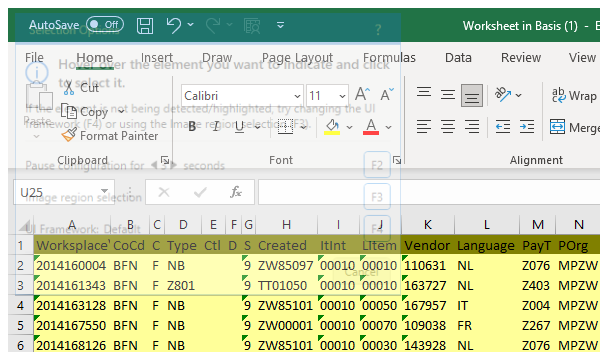 AutoSave Off Worksheet in Basis (1) - E
Selection Options ?
File Home Insert Draw Page Layout Formulas Data Review
Hover over the element you want to indicate and click
to select it.
Cut
Copy
Paste
Format Painter
Calibri 11 A A
B I U A
ab Wrap
Merge
If the element is not being detected/highlighted, try changing the UI
framework (F4) or using the Image region selection (F3).
Clipboard Font Alignment
Pause configuration for 3 seconds F2
U25 fx
Image region selection F3
UI Framework: Default F4
A B C D E F G H I J K L M N
1 Worksplace CoCd C Type Ctl D S Created ItInt LItem Vendor Language PayT POrg
2 2014160004 BFN F NB 9 ZW85097 00010 00010 110631 NL Z076 MPZW
Cancel
3 2014161343 BFN F Z801 9 TT01050 00010 00010 163727 NL Z403 MPZW
4 2014163128 BFN F NB 9 ZW85101 00010 00050 167957 IT Z004 MPZW
5 2014167550 BFN F NB 9 ZW00001 00010 00070 109038 FR Z267 MPZW
6 2014168126 BFN F NB 9 ZW85101 00010 00030 143928 NL Z076 MPZW